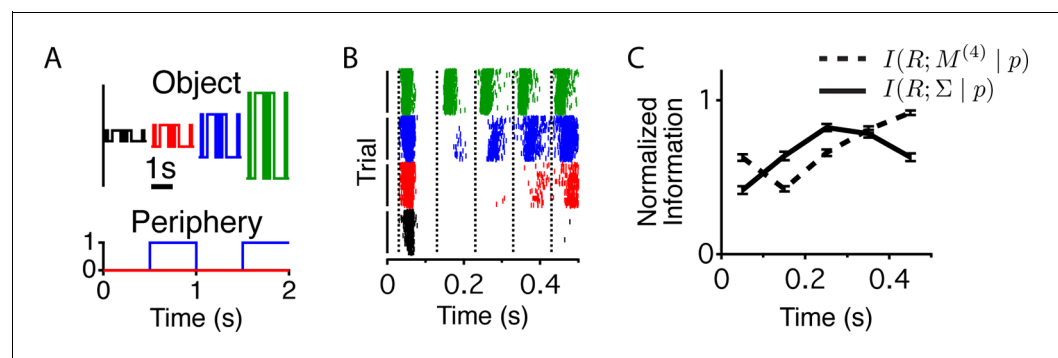 A
Object
1s
Periphery
1
0
0
1
2
Time (s)
B
Trial
0
0.2
0.4
Time (s)
C
I(R; M⁽⁴⁾ | p)
I(R; Σ | p)
Normalized
Information
1
0
0
0.2
0.4
Time (s)